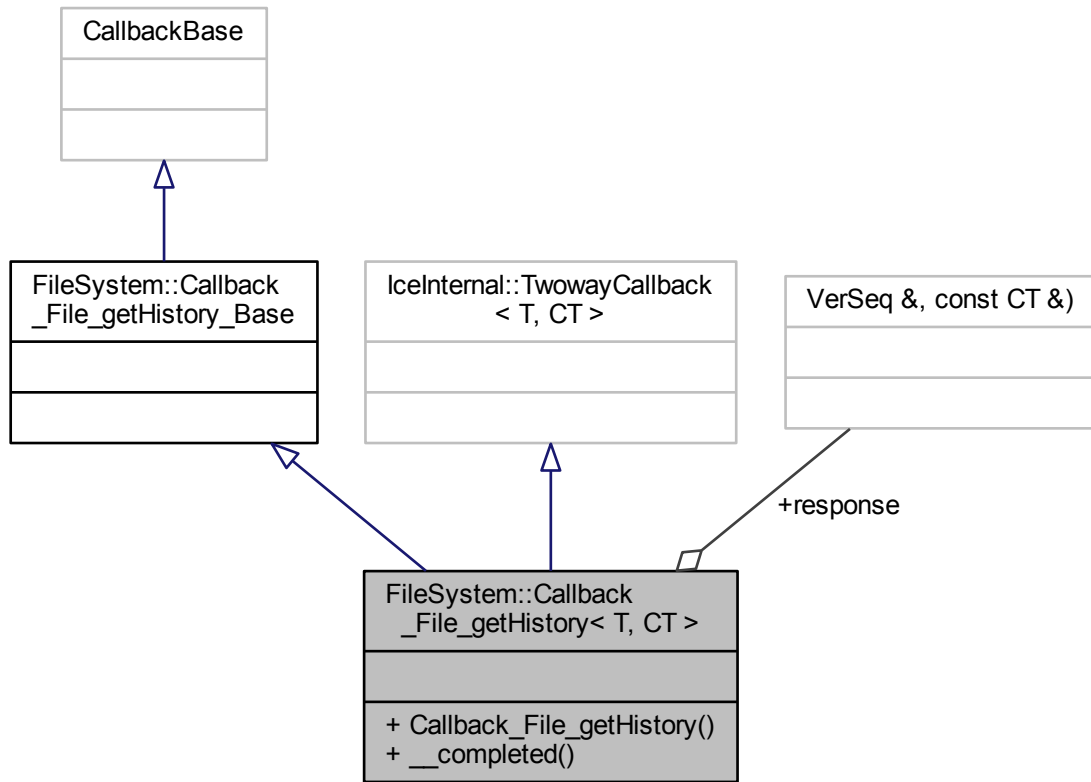 CallbackBase
FileSystem::Callback
_File_getHistory_Base
IceInternal::TwowayCallback
< T, CT >
VerSeq &, const CT &)
+response
FileSystem::Callback
_File_getHistory< T, CT >
+ Callback_File_getHistory()
+ __completed()